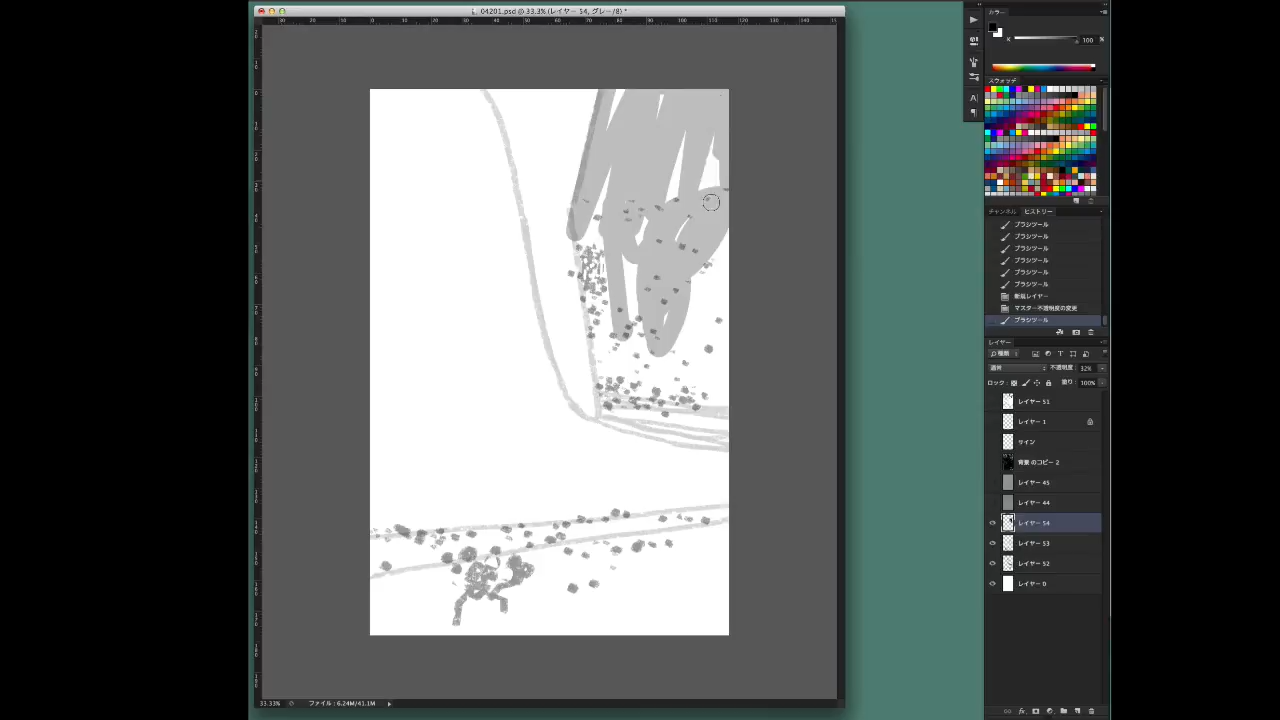 04201.psd @ 33.3% (レイヤー 54, グレー/8) *
カラー
K
100
%
スウォッチ
チャンネル
ヒストリー
ブラシツール
ブラシツール
ブラシツール
ブラシツール
ブラシツール
ブラシツール
新規レイヤー
マスター不透明度の変更
ブラシツール
レイヤー
種類
通常
不透明度:
32%
ロック:
塗り:
100%
レイヤー 51
レイヤー 1
サイン
背景 のコピー 2
レイヤー 45
レイヤー 44
レイヤー 54
レイヤー 53
レイヤー 52
レイヤー 0
33.33%
ファイル : 6.24M/41.1M